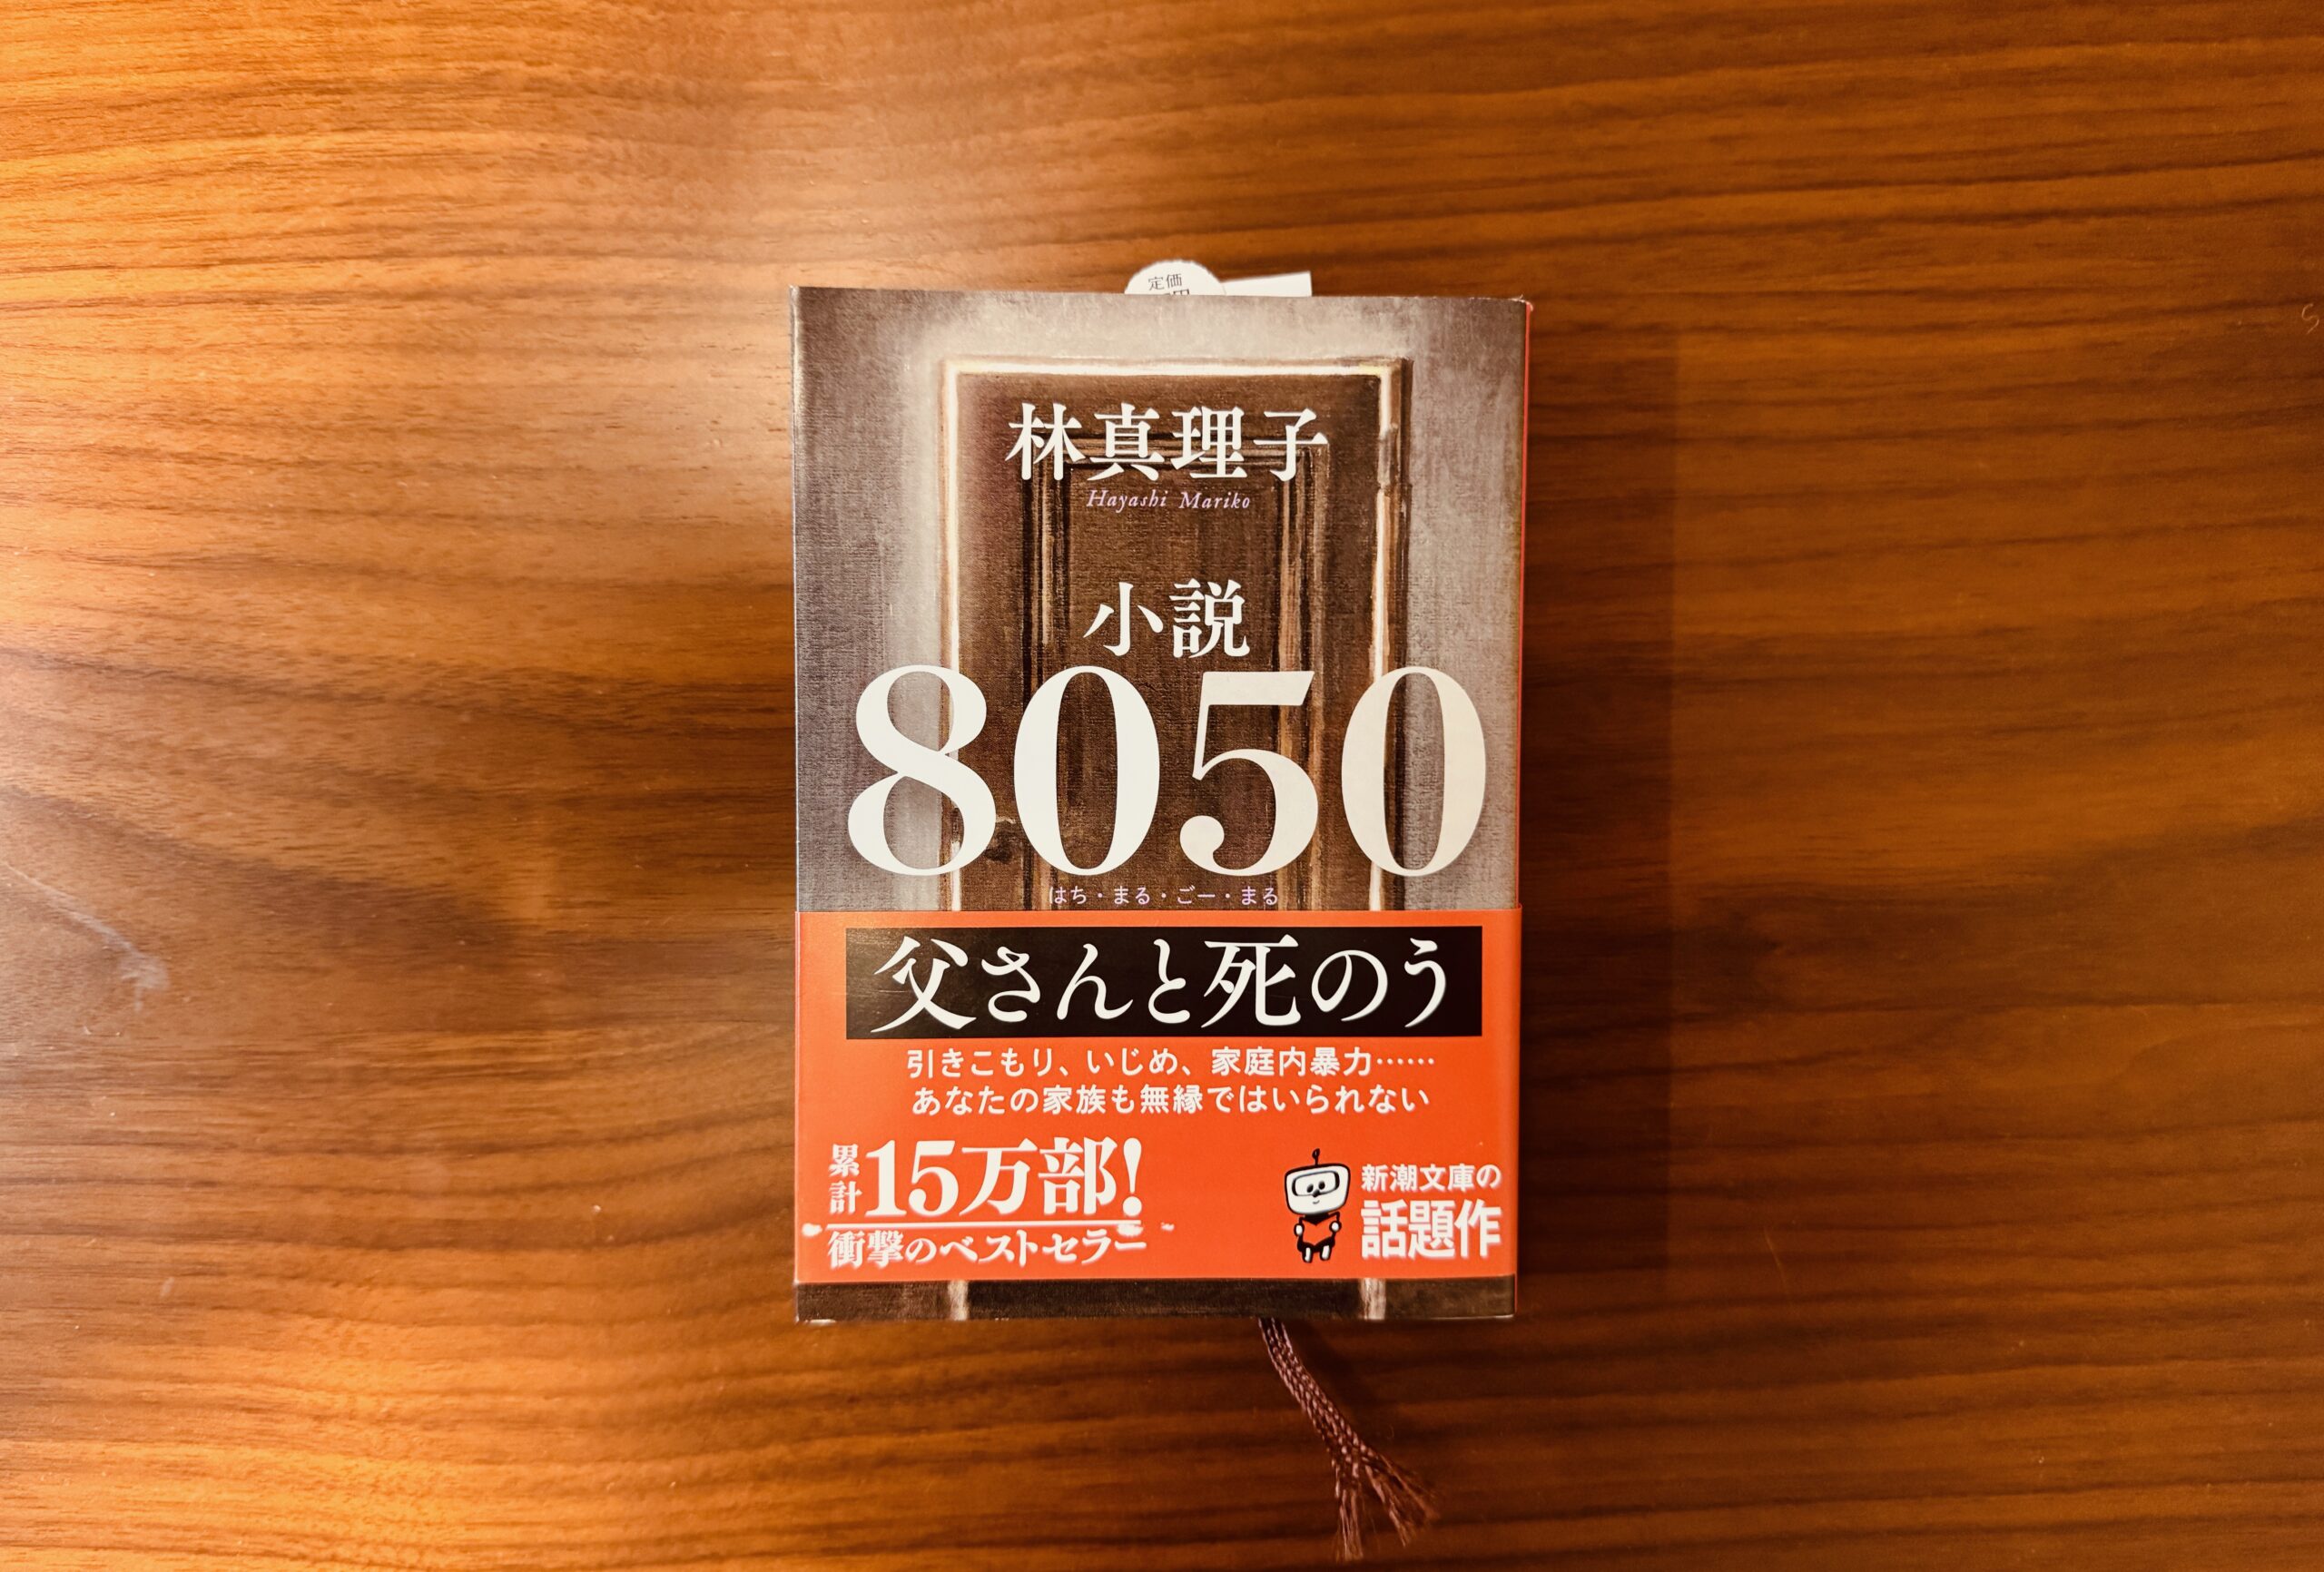 定価
林真理子
Hayashi Mariko
小説
8050
はち・まる・ごー・まる
父さんと死のう
引きこもり、いじめ、家庭内暴力……
あなたの家族も無縁ではいられない
累計15万部!
衝撃のベストセラー
新潮文庫の
話題作